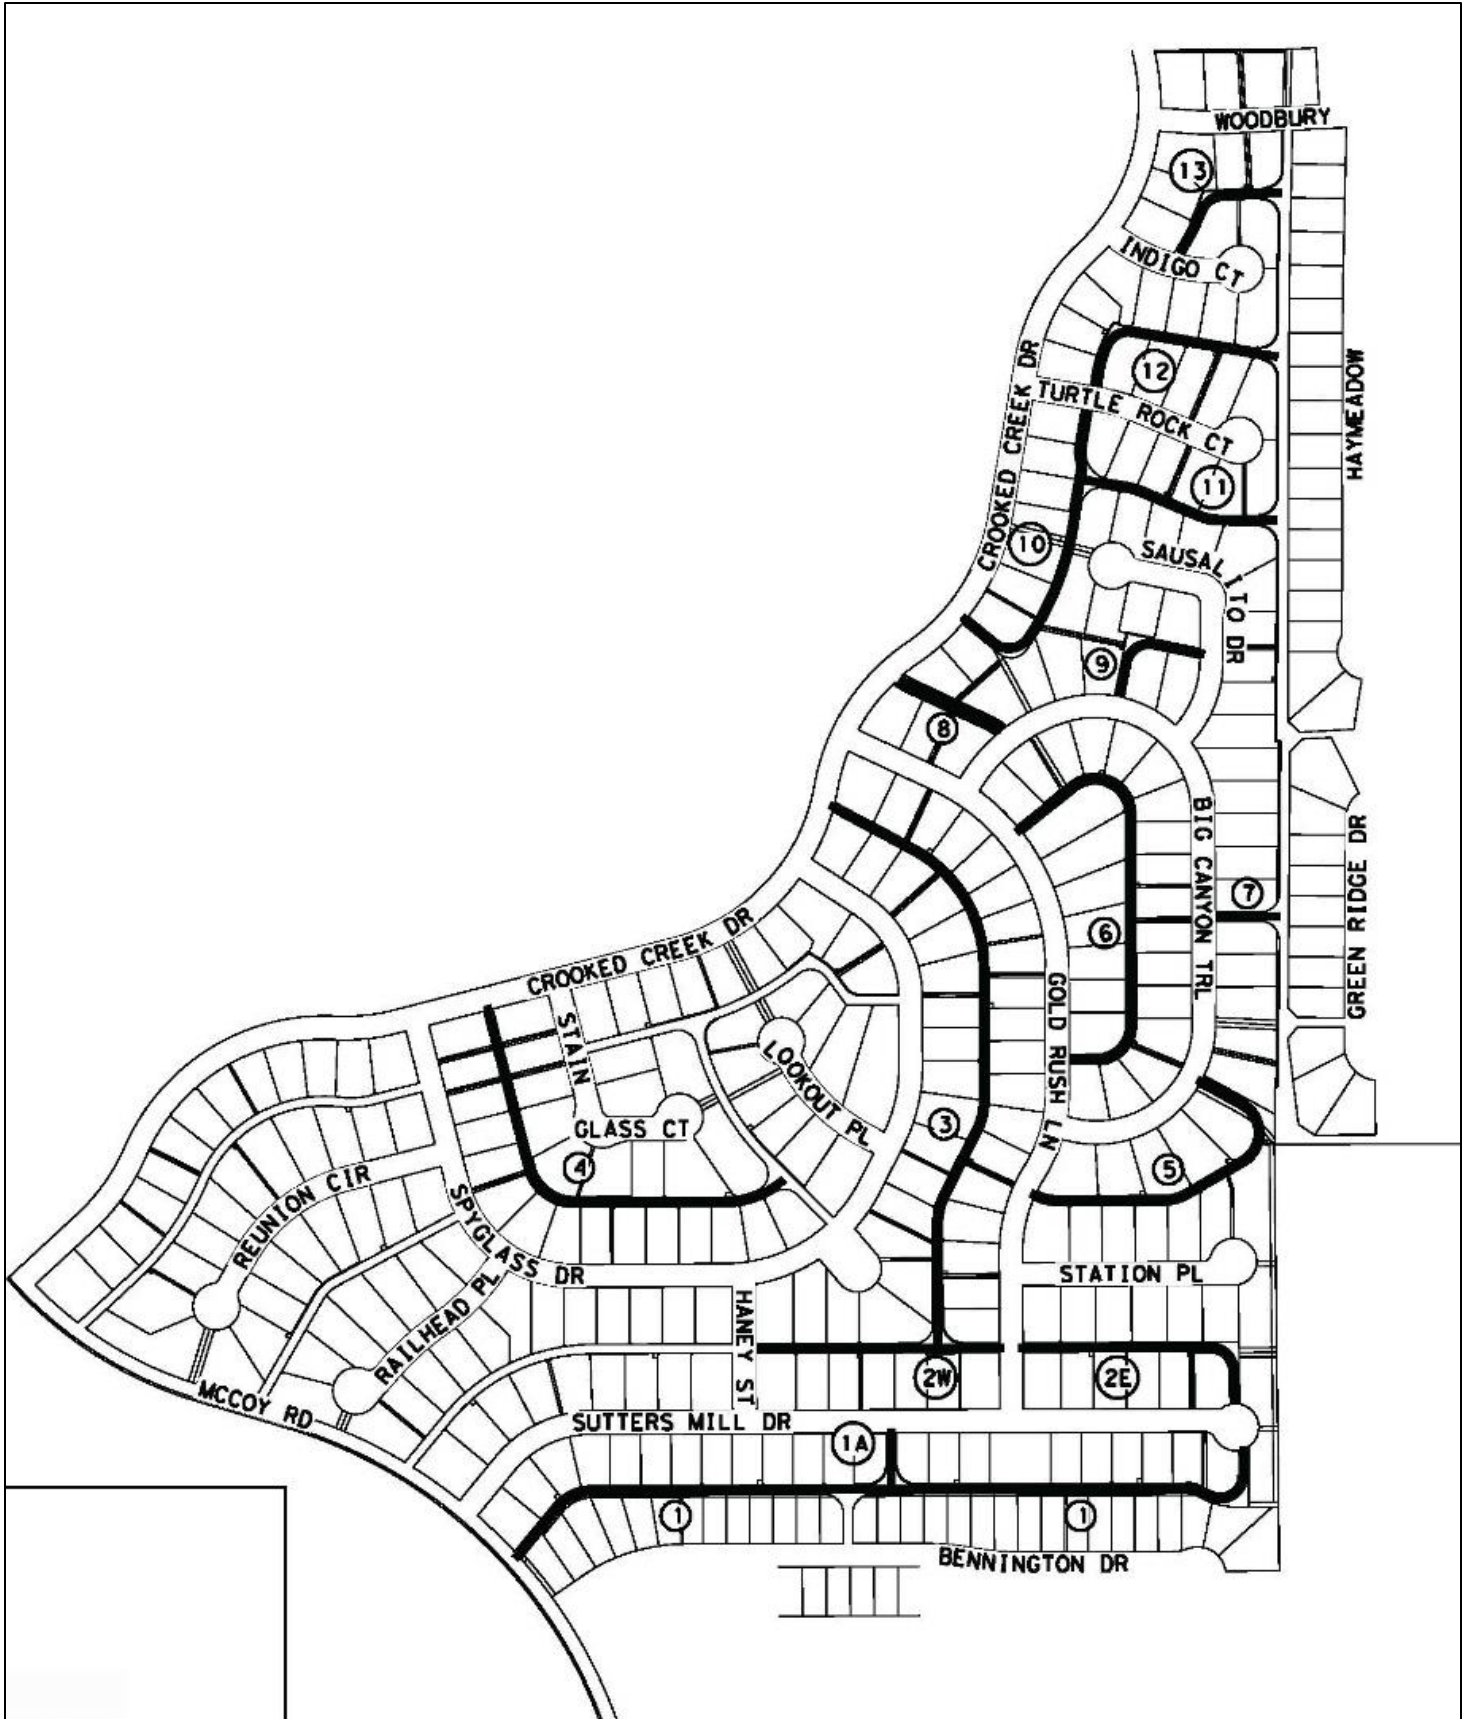 WOODBURY
13
INDIGO CT
HAYMEADOW
12
TURTLE ROCK CT
CROOKED CREEK DR
11
10
SAUSALITO DR
9
8
BIG CANYON TRL
7
GREEN RIDGE DR
6
CROOKED CREEK DR
GOLD RUSH LN
STAIN
GLASS CT
LOOKOUT PL
3
4
5
REUNION CIR
SPYGLASS DR
STATION PL
RAILHEAD PL
HANEY ST
2W
2E
MCCOY RD
SUTTERS MILL DR
1A
1
1
BENNINGTON DR